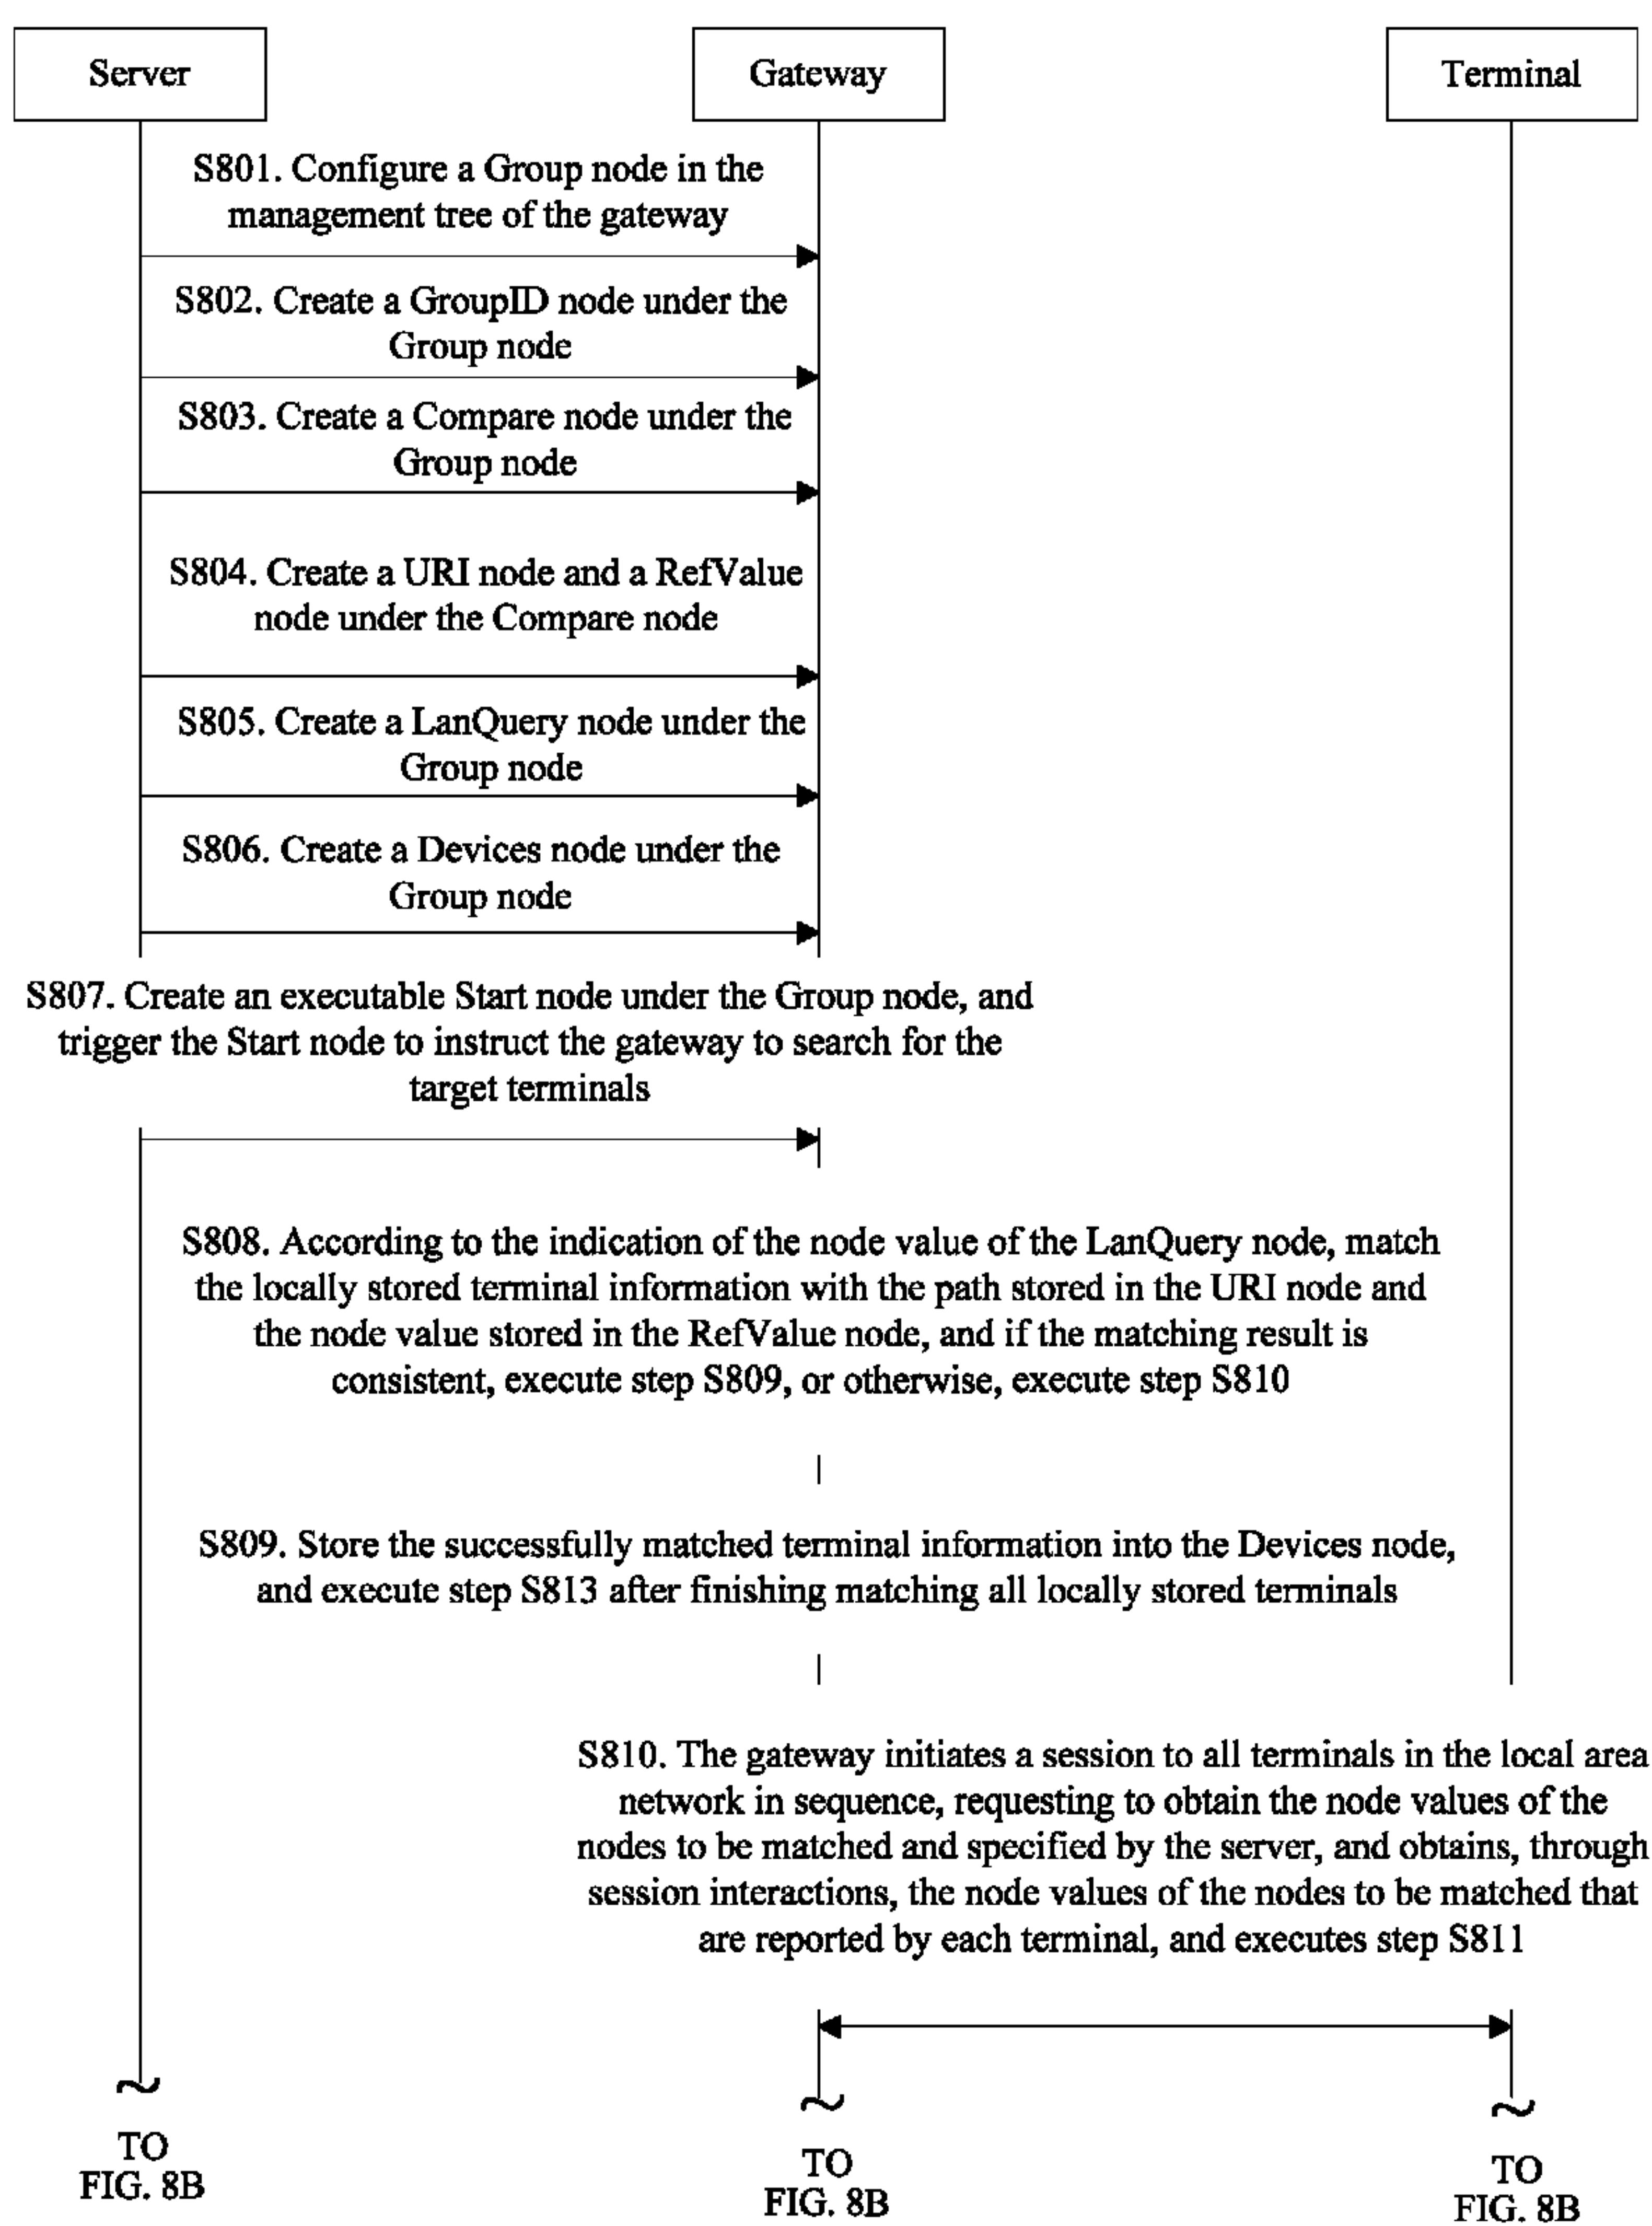 Server
Gateway
Terminal
S801. Configure a Group node in the
management tree of the gateway
S802. Create a GroupID node under the
Group node
S803. Create a Compare node under the
Group node
S804. Create a URI node and a RefValue
node under the Compare node
S805. Create a LanQuery node under the
Group node
S806. Create a Devices node under the
Group node
S807. Create an executable Start node under the Group node, and
trigger the Start node to instruct the gateway to search for the
target terminals
S808. According to the indication of the node value of the LanQuery node, match
the locally stored terminal information with the path stored in the URI node and
the node value stored in the RefValue node, and if the matching result is
consistent, execute step S809, or otherwise, execute step S810
S809. Store the successfully matched terminal information into the Devices node,
and execute step S813 after finishing matching all locally stored terminals
S810. The gateway initiates a session to all terminals in the local area
network in sequence, requesting to obtain the node values of the
nodes to be matched and specified by the server, and obtains, through
session interactions, the node values of the nodes to be matched that
are reported by each terminal, and executes step S811
TO
FIG. 8B
TO
FIG. 8B
TO
FIG. 8B